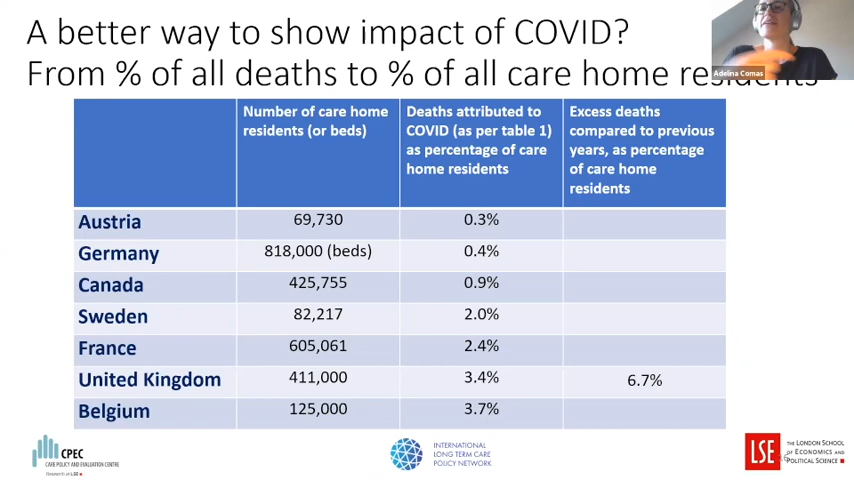 A better way to show impact of COVID?
From % of all deaths to % of all care home residents
Adelina Comas
Number of care home residents (or beds)
Deaths attributed to COVID (as per table 1) as percentage of care home residents
Excess deaths compared to previous years, as percentage of care home residents
Austria 69,730 0.3%
Germany 818,000 (beds) 0.4%
Canada 425,755 0.9%
Sweden 82,217 2.0%
France 605,061 2.4%
United Kingdom 411,000 3.4% 6.7%
Belgium 125,000 3.7%
CPEC
CARE POLICY AND EVALUATION CENTRE
INTERNATIONAL
LONG TERM CARE
POLICY NETWORK
LSE
THE LONDON SCHOOL
OF ECONOMICS AND
POLITICAL SCIENCE